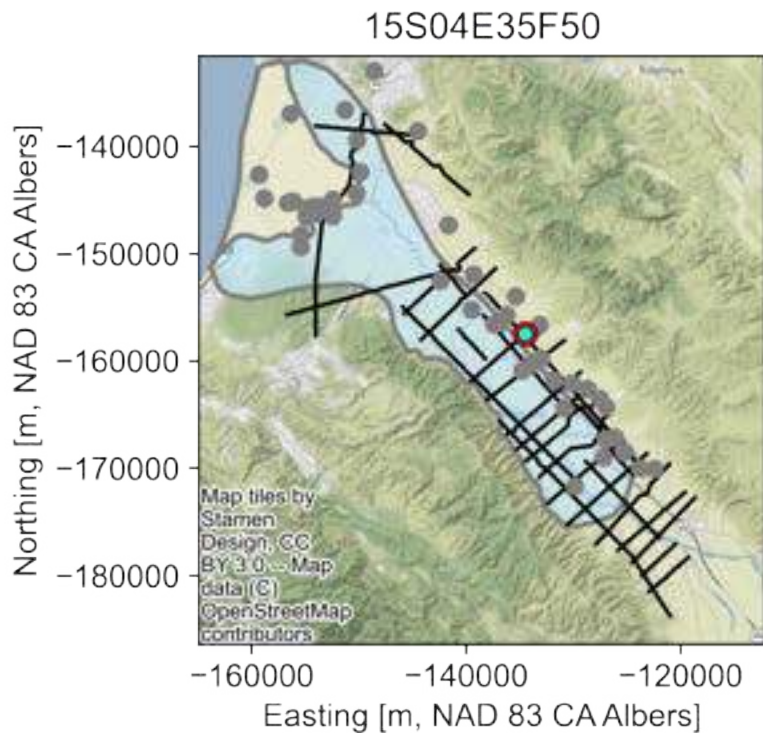 15S04E35F50
Northing [m, NAD 83 CA Albers]
−140000
−150000
−160000
−170000
−180000
Map tiles by
Stamen
Design, CC
BY 3.0 -- Map
data (C)
OpenStreetMap
contributors
−160000
−140000
−120000
Easting [m, NAD 83 CA Albers]